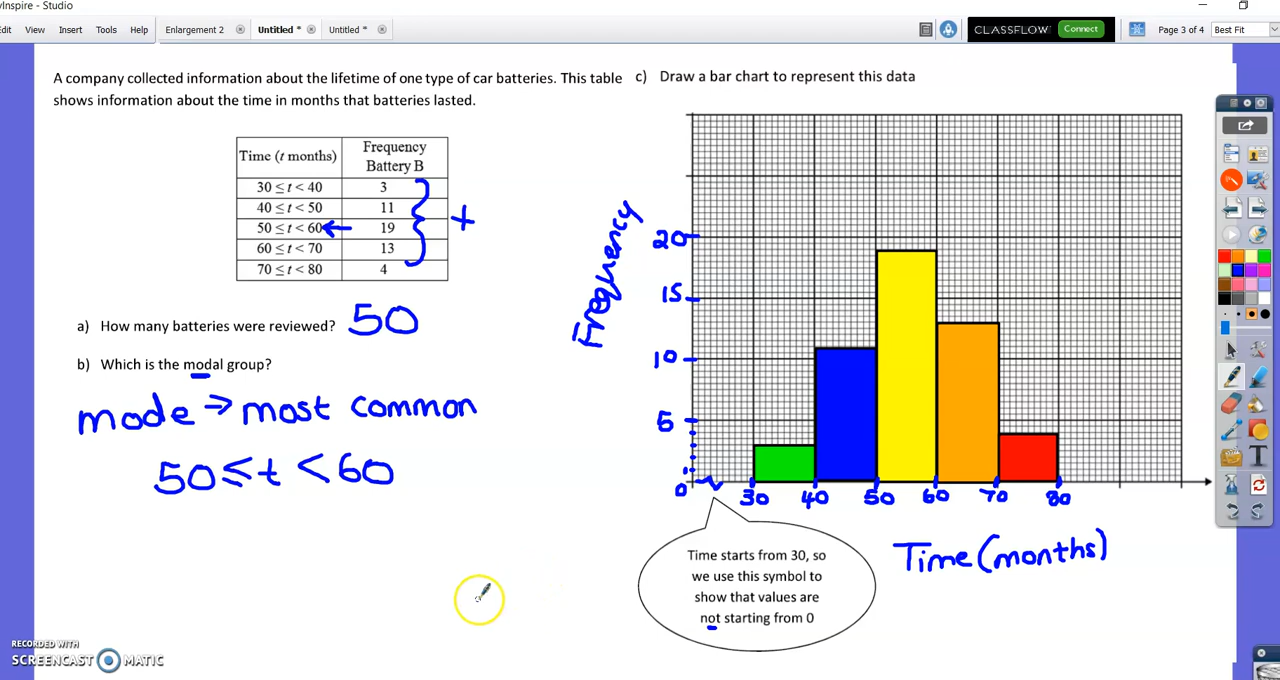 yInspire - Studio
Edit View Insert Tools Help Enlargement 2 Untitled * Untitled * CLASSFLOW Connect Page 3 of 4 Best Fit
A company collected information about the lifetime of one type of car batteries. This table
shows information about the time in months that batteries lasted.
Time (t months) Frequency Battery B
30 ≤ t < 40 3
40 ≤ t < 50 11
50 ≤ t < 60 19
60 ≤ t < 70 13
70 ≤ t < 80 4
+
a) How many batteries were reviewed? 50
b) Which is the modal group?
mode → most common
50 ≤ t < 60
c) Draw a bar chart to represent this data
Frequency
20
15
10
5
0
30 40 50 60 70 80
Time (months)
Time starts from 30, so
we use this symbol to
show that values are
not starting from 0
RECORDED WITH
SCREENCAST MATIC